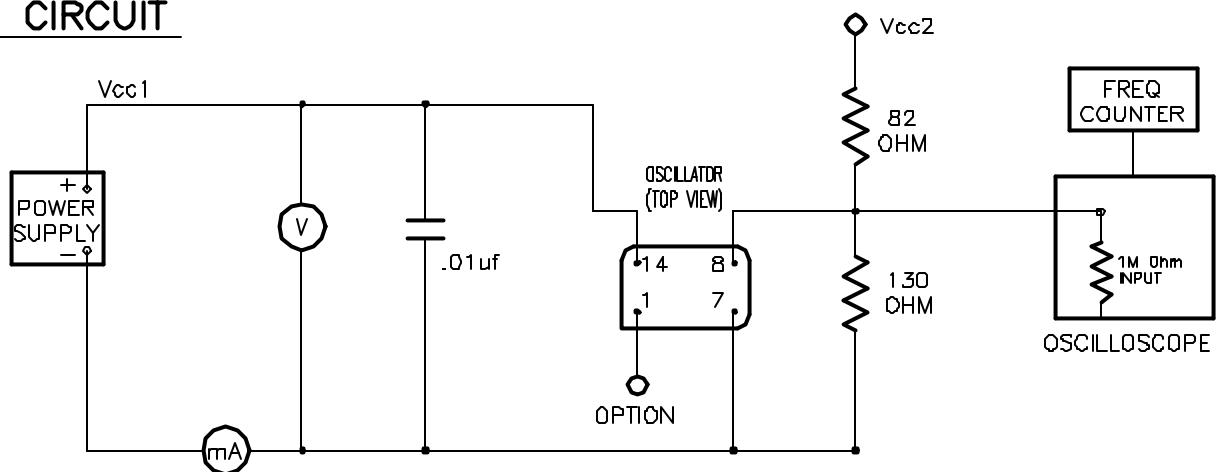 CIRCUIT
Vcc1
+
POWER
SUPPLY
–
V
mA
.01uf
OSCILLATOR
(TOP VIEW)
14 8
1 7
OPTION
Vcc2
82
OHM
130
OHM
FREQ
COUNTER
1M Ohm
INPUT
OSCILLOSCOPE